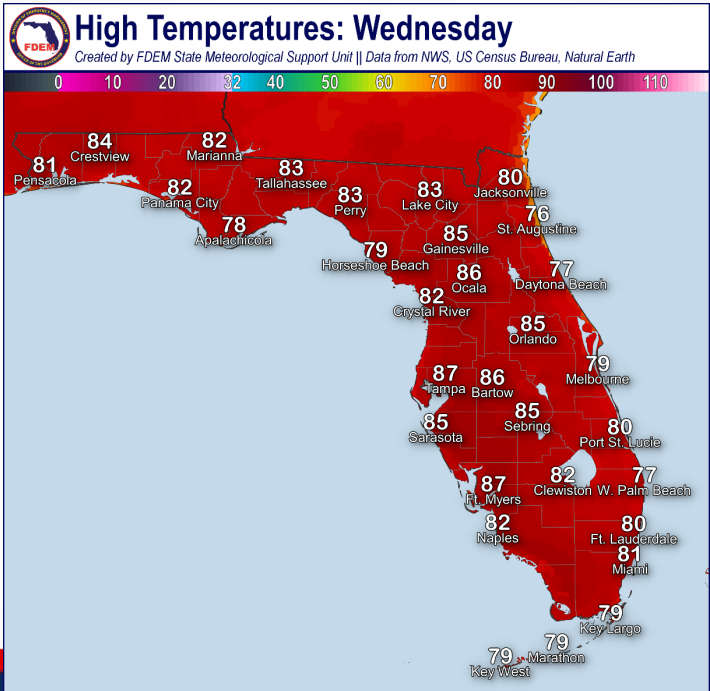 High Temperatures: Wednesday
Created by FDEM State Meteorological Support Unit || Data from NWS, US Census Bureau, Natural Earth
FDEM
0 10 20 32 40 50 60 70 80 90 100 110
84
Crestview
82
Marianna
81
Pensacola
82
Panama City
83
Tallahassee
78
Apalachicola
83
Perry
83
Lake City
80
Jacksonville
76
St. Augustine
85
Gainesville
79
Horseshoe Beach
86
Ocala
77
Daytona Beach
82
Crystal River
85
Orlando
87
Tampa
86
Bartow
79
Melbourne
85
Sarasota
85
Sebring
80
Port St. Lucie
87
Ft. Myers
82
Clewiston
77
W. Palm Beach
82
Naples
80
Ft. Lauderdale
81
Miami
79
Key Largo
79
Marathon
79
Key West